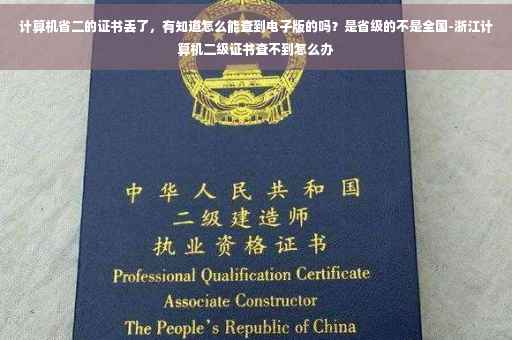 计算机省二的证书丢了，有知道怎么能查到电子版的吗？是省级的不是全国-浙江计
算机二级证书查不到怎么办
中华人民共和国
二级建造师
执业资格证书
Professional Qualification Certificate
Associate Constructor
The People's Republic of China